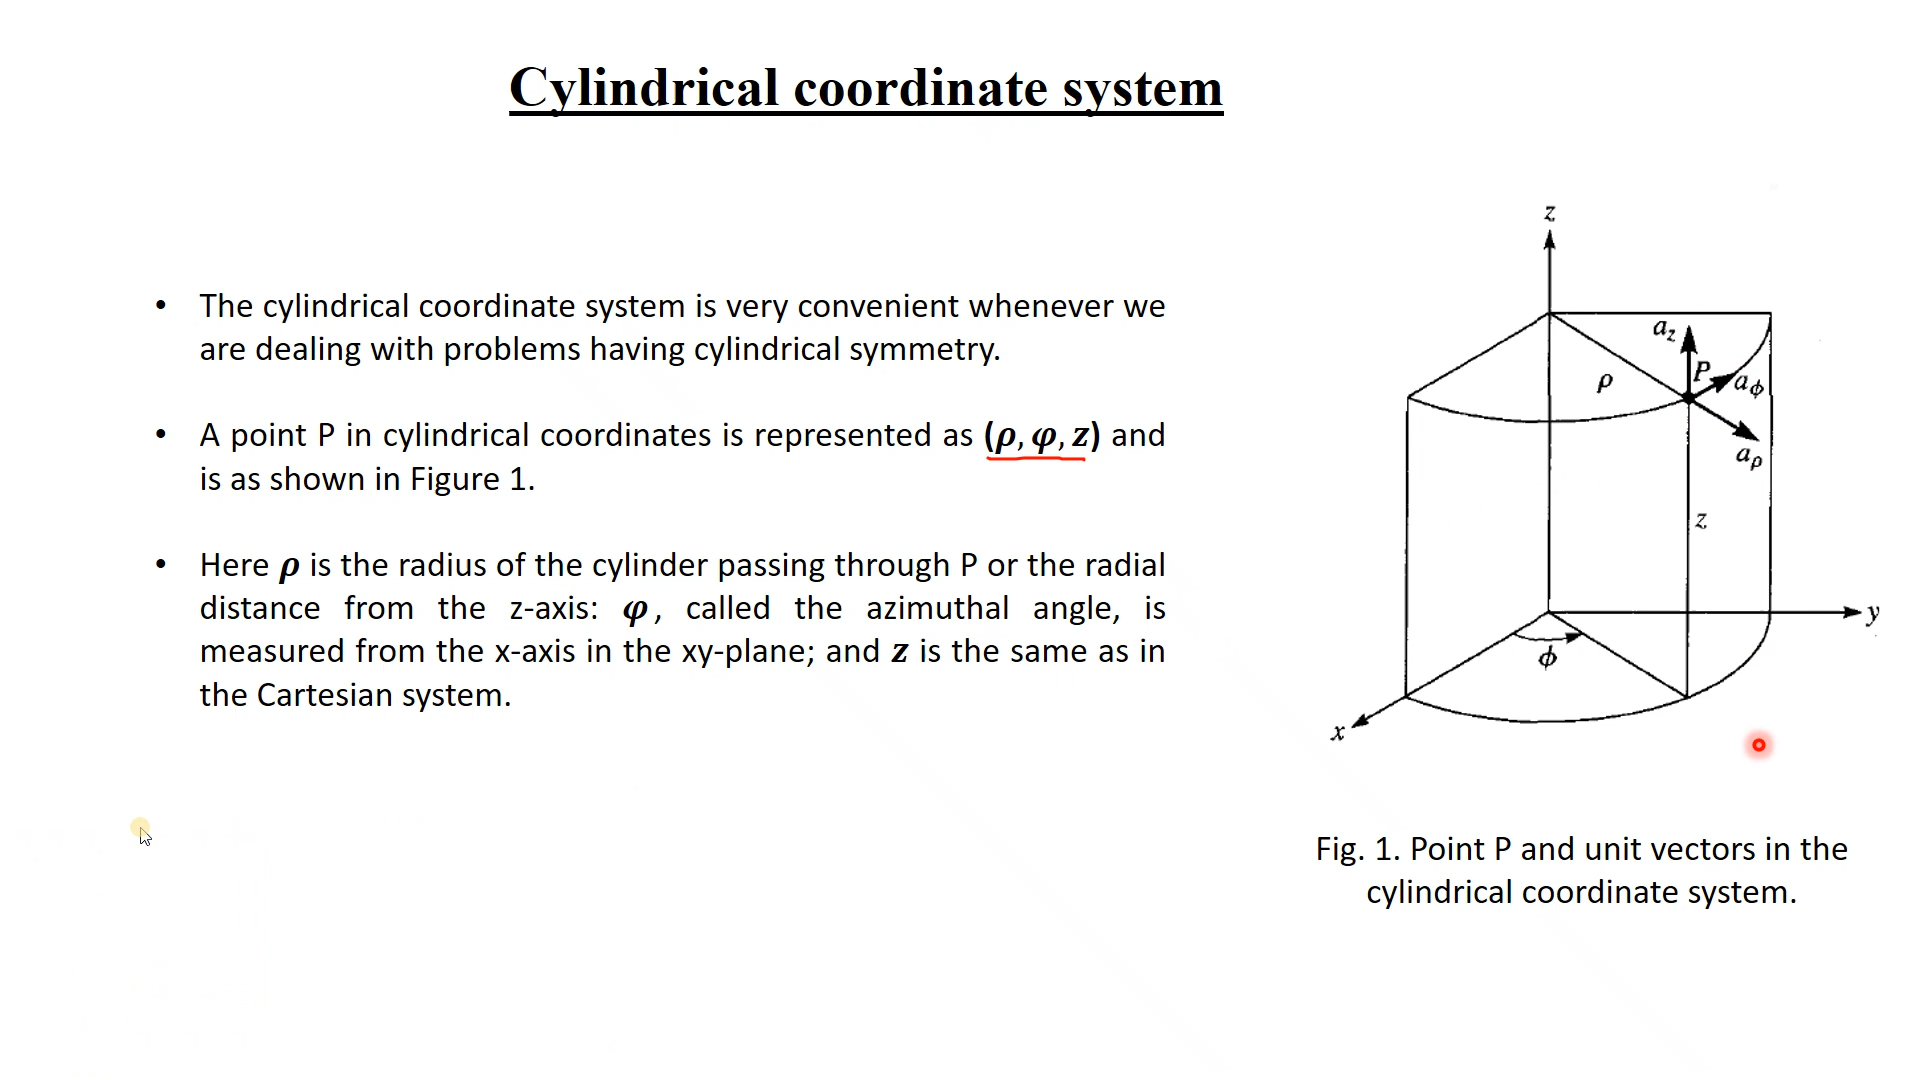 Cylindrical coordinate system
• The cylindrical coordinate system is very convenient whenever we
are dealing with problems having cylindrical symmetry.
• A point P in cylindrical coordinates is represented as (ρ, φ, z) and
is as shown in Figure 1.
• Here ρ is the radius of the cylinder passing through P or the radial
distance from the z-axis: φ, called the azimuthal angle, is
measured from the x-axis in the xy-plane; and z is the same as in
the Cartesian system.
z
a_z
P
ρ
a_ϕ
a_ρ
z
y
ϕ
x
Fig. 1. Point P and unit vectors in the
cylindrical coordinate system.